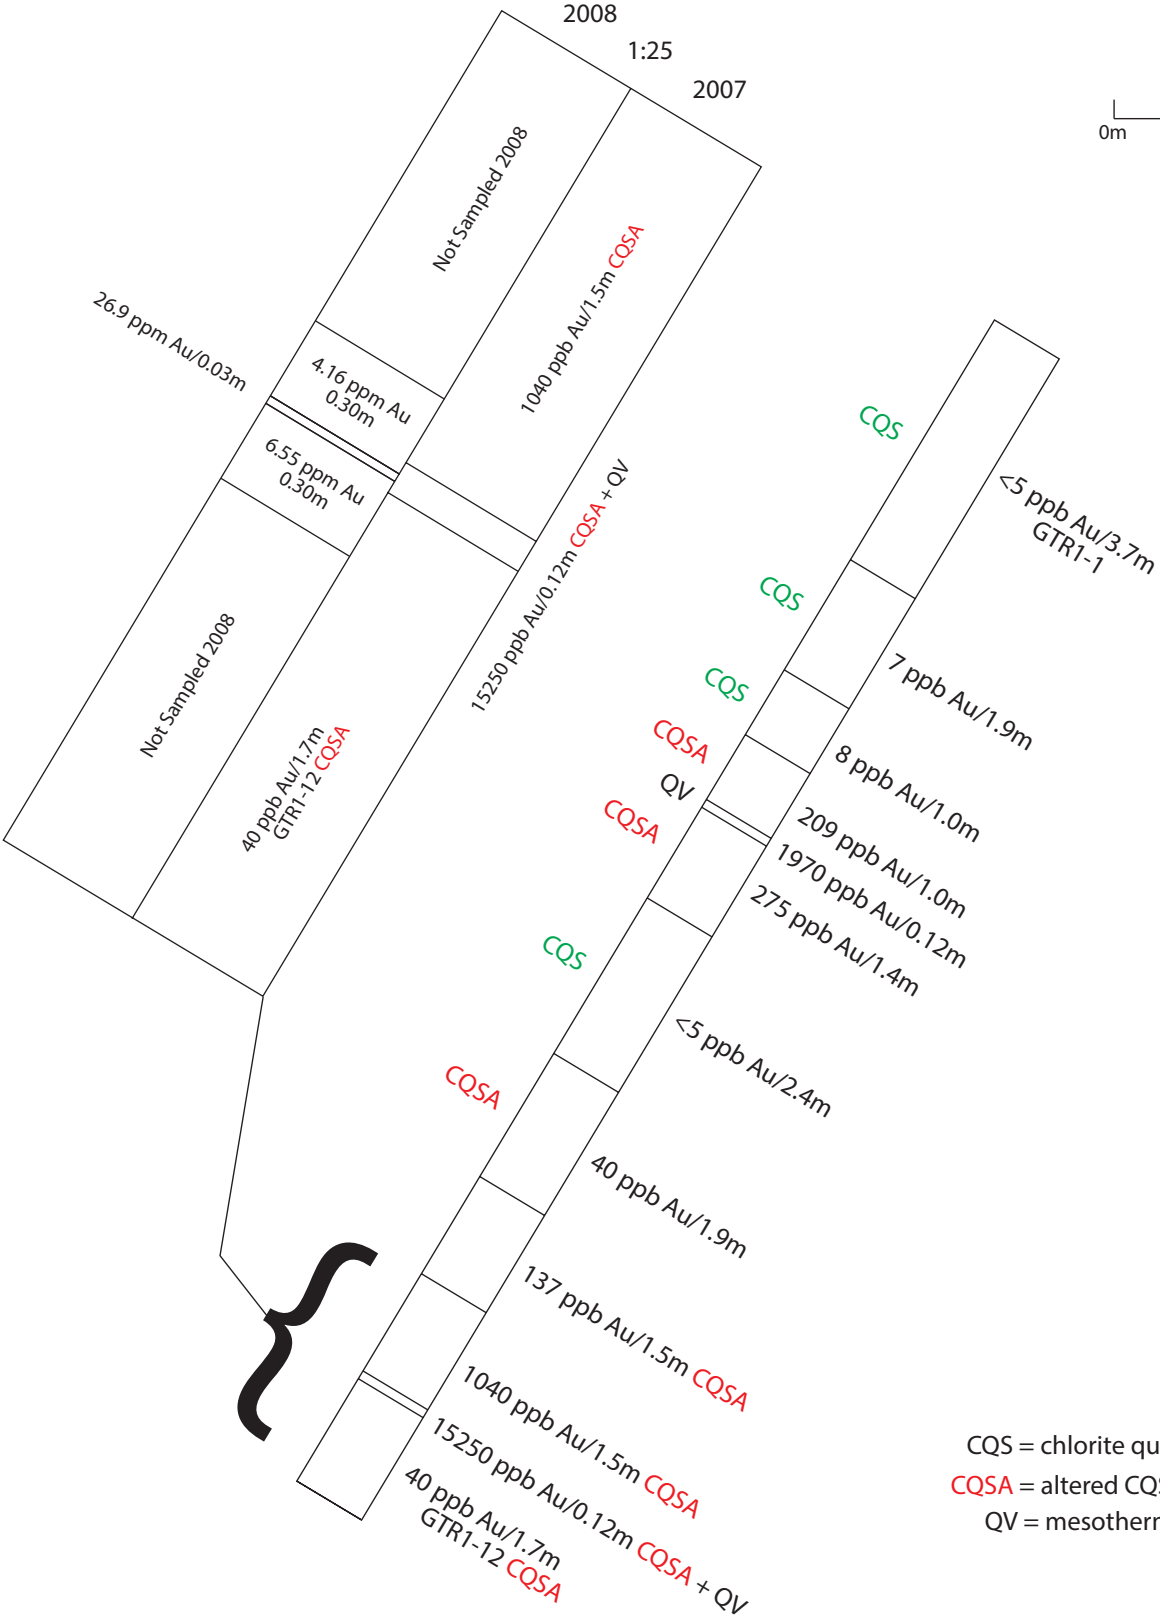 2008
1:25
2007
0m
Not Sampled 2008
1040 ppb Au/1.5m CQSA
26.9 ppm Au/0.03m
4.16 ppm Au
0.30m
6.55 ppm Au
0.30m
15250 ppb Au/0.12m CQSA + QV
Not Sampled 2008
40 ppb Au/1.7m
GTR1-12 CQSA
CQS
<5 ppb Au/3.7m
GTR1-1
CQS
7 ppb Au/1.9m
CQS
8 ppb Au/1.0m
CQSA
209 ppb Au/1.0m
QV
1970 ppb Au/0.12m
CQSA
275 ppb Au/1.4m
CQS
<5 ppb Au/2.4m
CQSA
40 ppb Au/1.9m
137 ppb Au/1.5m CQSA
1040 ppb Au/1.5m CQSA
15250 ppb Au/0.12m CQSA + QV
40 ppb Au/1.7m
GTR1-12 CQSA
CQS = chlorite qu
CQSA = altered CQS
QV = mesotherm